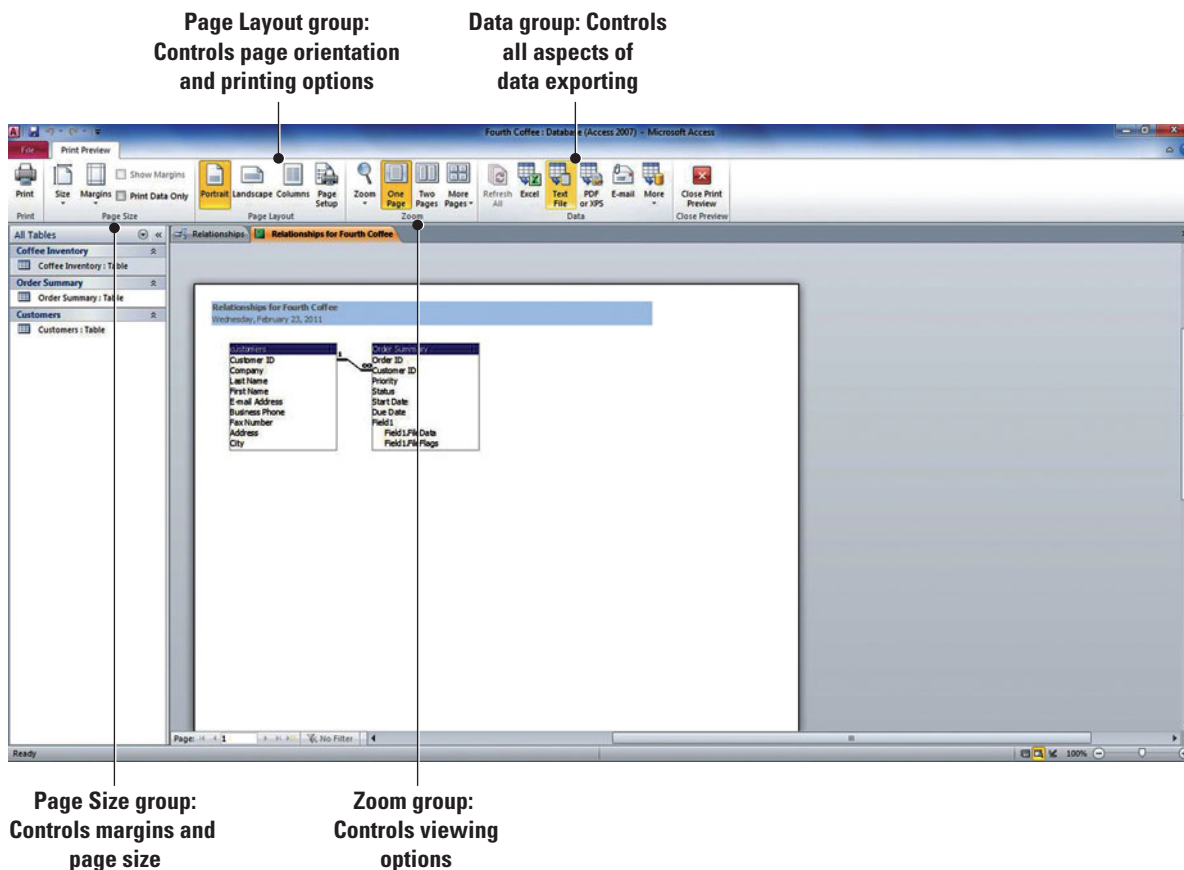 Page Layout group:
Controls page orientation
and printing options
Data group: Controls
all aspects of
data exporting
Fourth Coffee : Database (Access 2007) - Microsoft Access
File
Print Preview
Print
Size
Margins
Show Margins
Print Data Only
Portrait
Landscape
Columns
Page
Setup
Zoom
One
Page
Two
Pages
More
Pages
Refresh
All
Excel
Text
File
PDF
or XPS
E-mail
More
Close Print
Preview
Print
Page Size
Page Layout
Zoom
Data
Close Preview
All Tables
Relationships
Relationships for Fourth Coffee
Coffee Inventory
Coffee Inventory : Table
Order Summary
Order Summary : Table
Customers
Customers : Table
Relationships for Fourth Coffee
Wednesday, February 23, 2011
customers
Customer ID
Company
Last Name
First Name
E-mail Address
Business Phone
Fax Number
Address
City
1
∞
Order Summary
Order ID
Customer ID
Priority
Status
Start Date
Due Date
Field1
Field1.FileData
Field1.FileFlags
Page:
1
No Filter
Ready
100%
Page Size group:
Controls margins and
page size
Zoom group:
Controls viewing
options